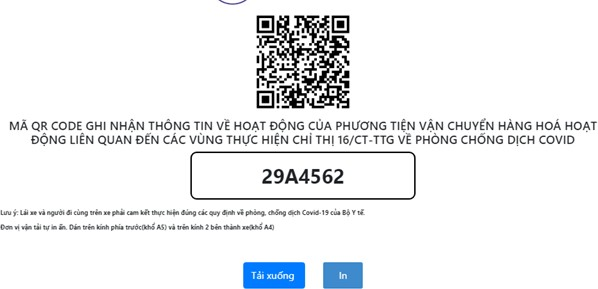 MÃ QR CODE GHI NHẬN THÔNG TIN VỀ HOẠT ĐỘNG CỦA PHƯƠNG TIỆN VẬN CHUYỂN HÀNG HOÁ HOẠT
ĐỘNG LIÊN QUAN ĐẾN CÁC VÙNG THỰC HIỆN CHỈ THỊ 16/CT-TTG VỀ PHÒNG CHỐNG DỊCH COVID
29A4562
Lưu ý: Lái xe và người đi cùng trên xe phải cam kết thực hiện đúng các quy định về phòng, chống dịch Covid-19 của Bộ Y tế.
Đơn vị vận tải tự in ấn. Dán trên kính phía trước(khổ A5) và trên kính 2 bên thành xe(khổ A4)
Tải xuống In